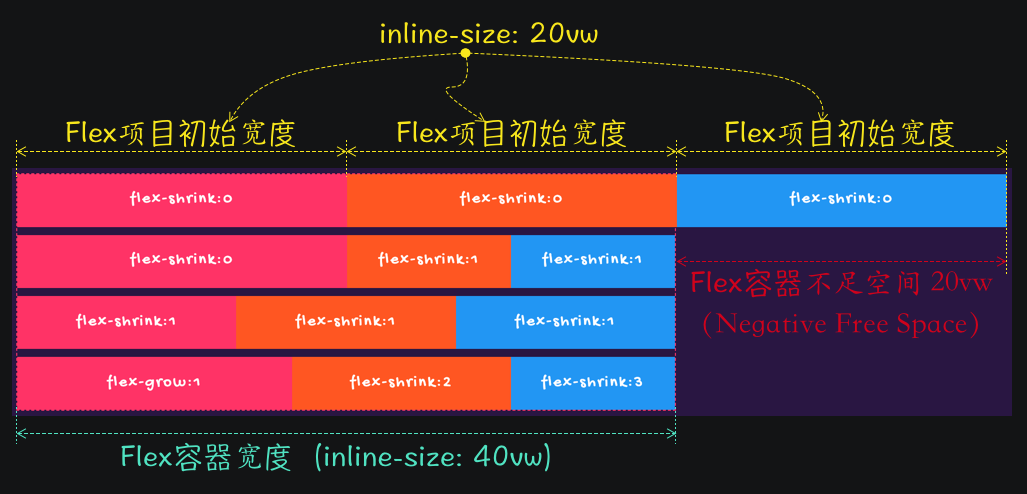 inline-size: 20vw
Flex项目初始宽度 Flex项目初始宽度 Flex项目初始宽度
flex-shrink:0 flex-shrink:0 flex-shrink:0
flex-shrink:0 flex-shrink:1 flex-shrink:1
Flex容器不足空间 20vw
flex-shrink:1 flex-shrink:1 flex-shrink:1
(Negative Free Space)
flex-grow:1 flex-shrink:2 flex-shrink:3
Flex容器宽度 (inline-size: 40vw)